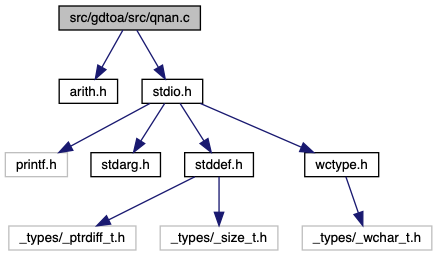 src/gdtoa/src/qnan.c
arith.h
stdio.h
printf.h
stdarg.h
stddef.h
wctype.h
_types/_ptrdiff_t.h
_types/_size_t.h
_types/_wchar_t.h